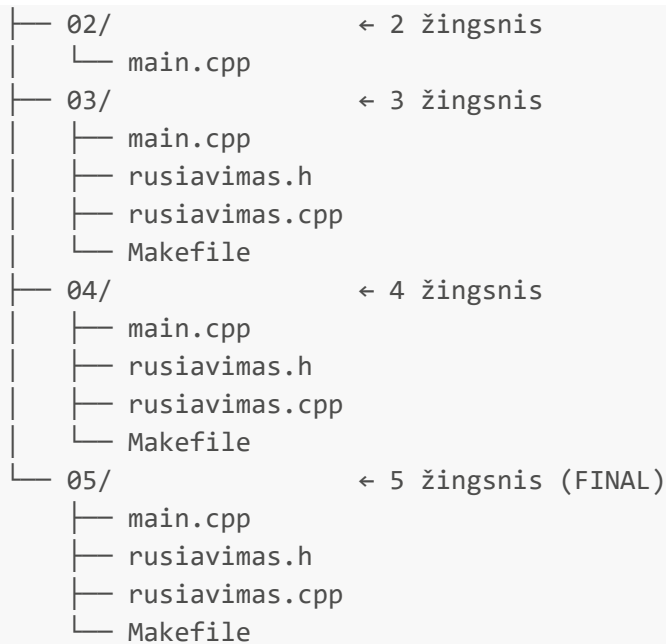 ├── 02/                 ← 2 žingsnis
│   └── main.cpp
├── 03/                 ← 3 žingsnis
│   ├── main.cpp
│   ├── rusiavimas.h
│   ├── rusiavimas.cpp
│   └── Makefile
├── 04/                 ← 4 žingsnis
│   ├── main.cpp
│   ├── rusiavimas.h
│   ├── rusiavimas.cpp
│   └── Makefile
└── 05/                 ← 5 žingsnis (FINAL)
    ├── main.cpp
    ├── rusiavimas.h
    ├── rusiavimas.cpp
    └── Makefile